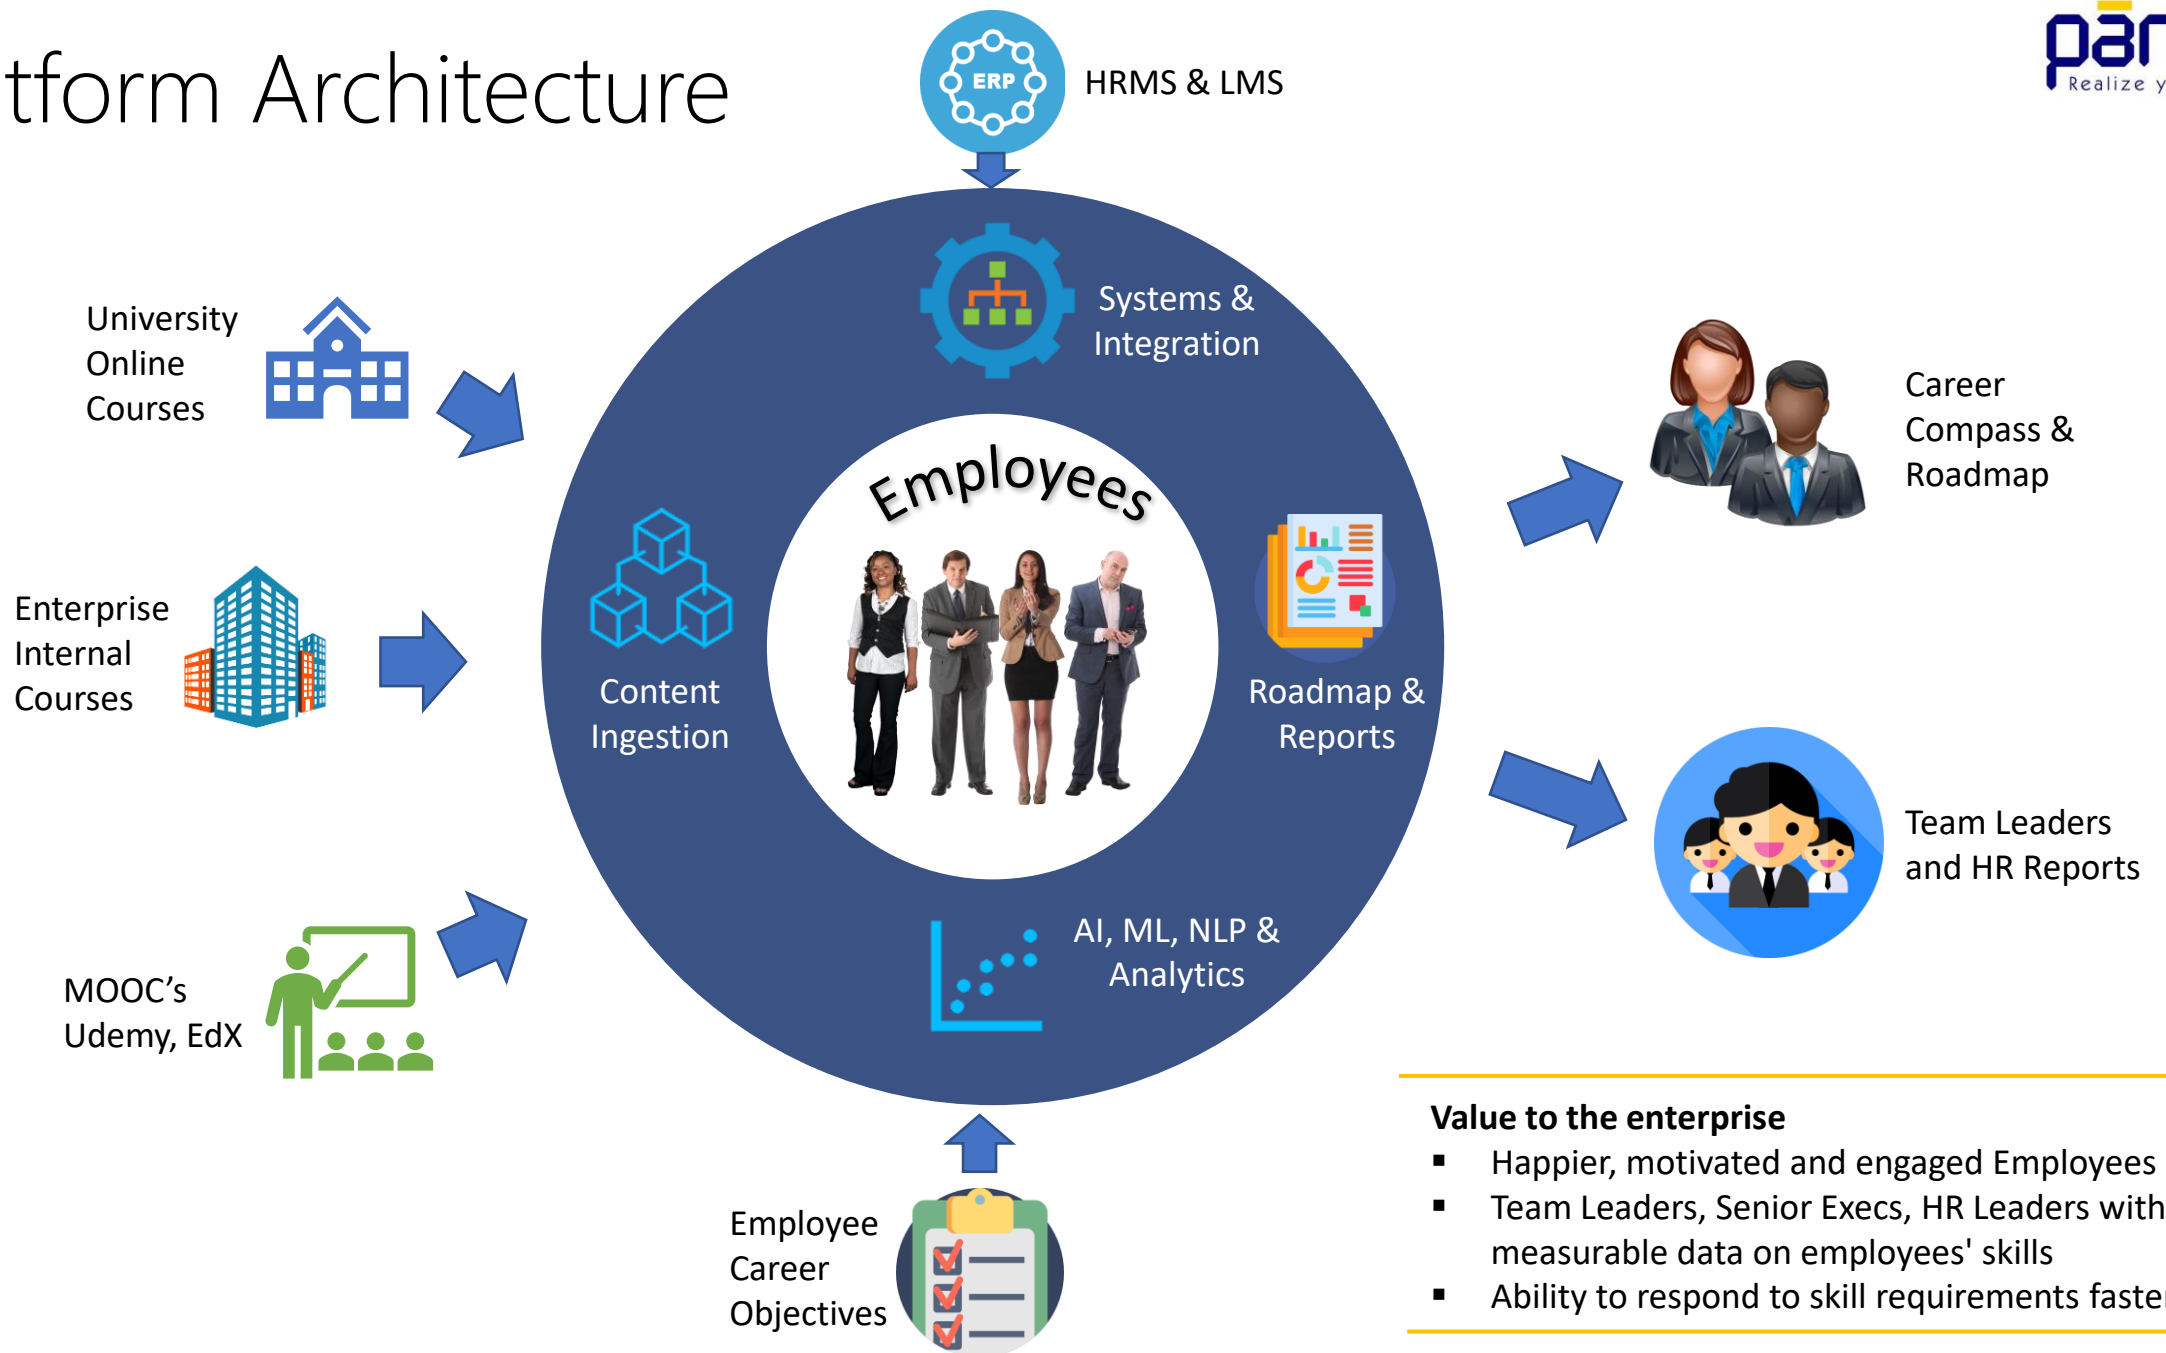 tform Architecture
ERP
HRMS & LMS
pār
Realize y
University
Online
Courses
Systems &
Integration
Career
Compass &
Roadmap
Employees
Enterprise
Internal
Courses
Content
Ingestion
Roadmap &
Reports
Team Leaders
and HR Reports
MOOC’s
Udemy, EdX
AI, ML, NLP &
Analytics
Employee
Career
Objectives
Value to the enterprise
▪ Happier, motivated and engaged Employees
▪ Team Leaders, Senior Execs, HR Leaders with
measurable data on employees' skills
▪ Ability to respond to skill requirements faster